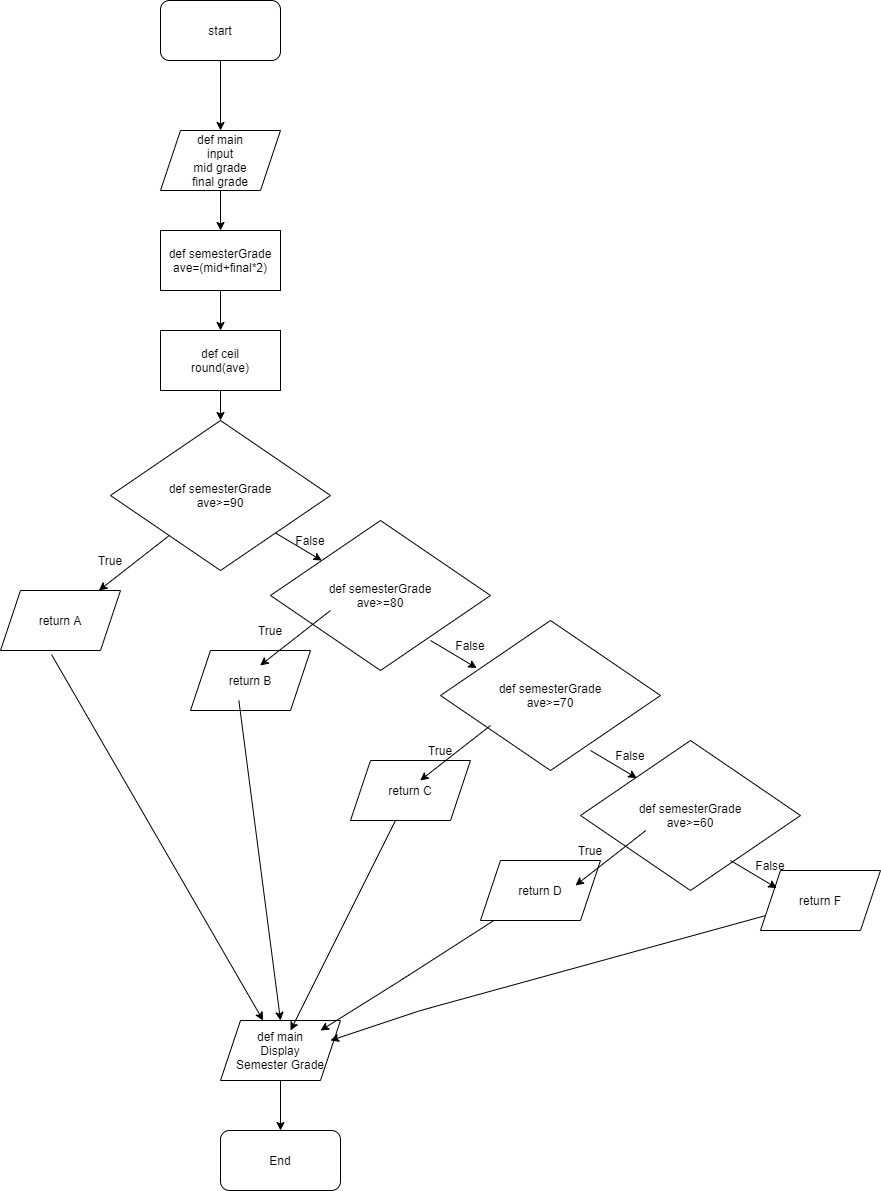 start
def main
input
mid grade
final grade
def semesterGrade
ave=(mid+final*2)
def ceil
round(ave)
def semesterGrade
ave>=90
True
False
return A
def semesterGrade
ave>=80
True
False
return B
def semesterGrade
ave>=70
True
False
return C
def semesterGrade
ave>=60
True
False
return D
return F
def main
Display
Semester Grade
End